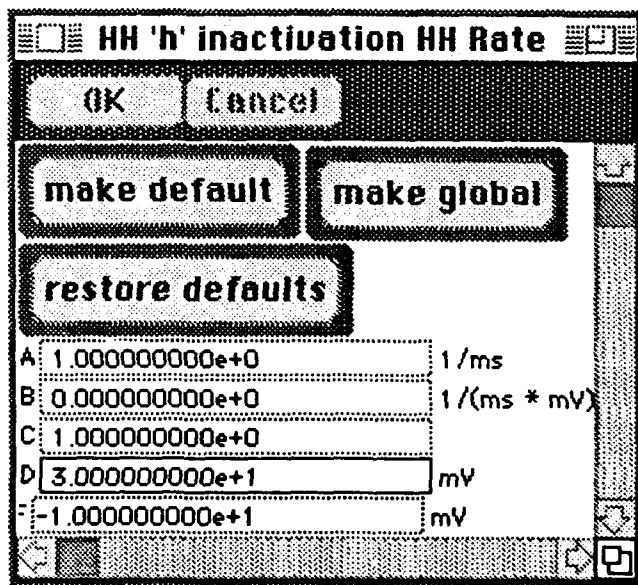 HH 'h' inactivation HH Rate
OK Cancel
make default make global
restore defaults
A 1.000000000e+0 1/ms
B 0.000000000e+0 1/(ms * mV)
C 1.000000000e+0
D 3.000000000e+1 mV
-1.000000000e+1 mV